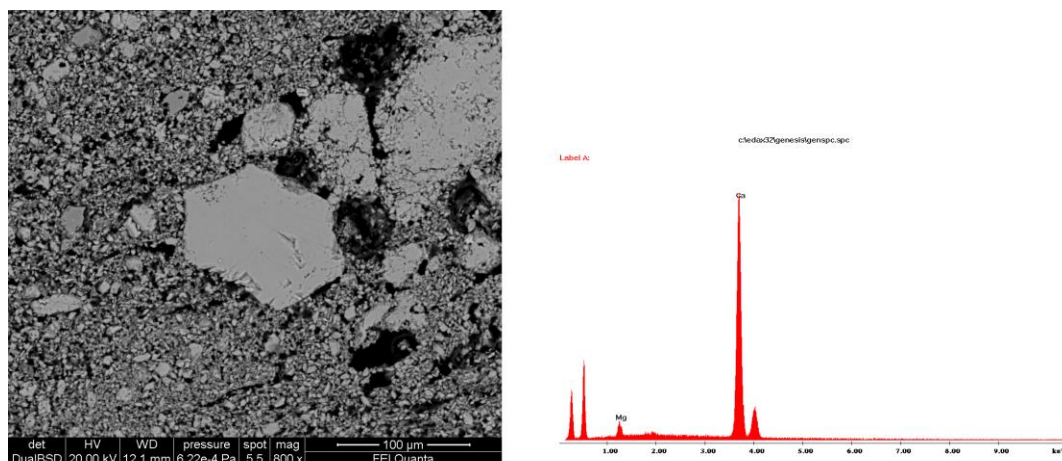 det HV WD pressure spot mag 100 µm
DualBSD 20.00 kV 12.1 mm 6.22e-4 Pa 5.5 800 x FEI Quanta
c:\edax32\genesis\genspc.spc
Label A:
Ca
Mg
1.00 2.00 3.00 4.00 5.00 6.00 7.00 8.00 9.00